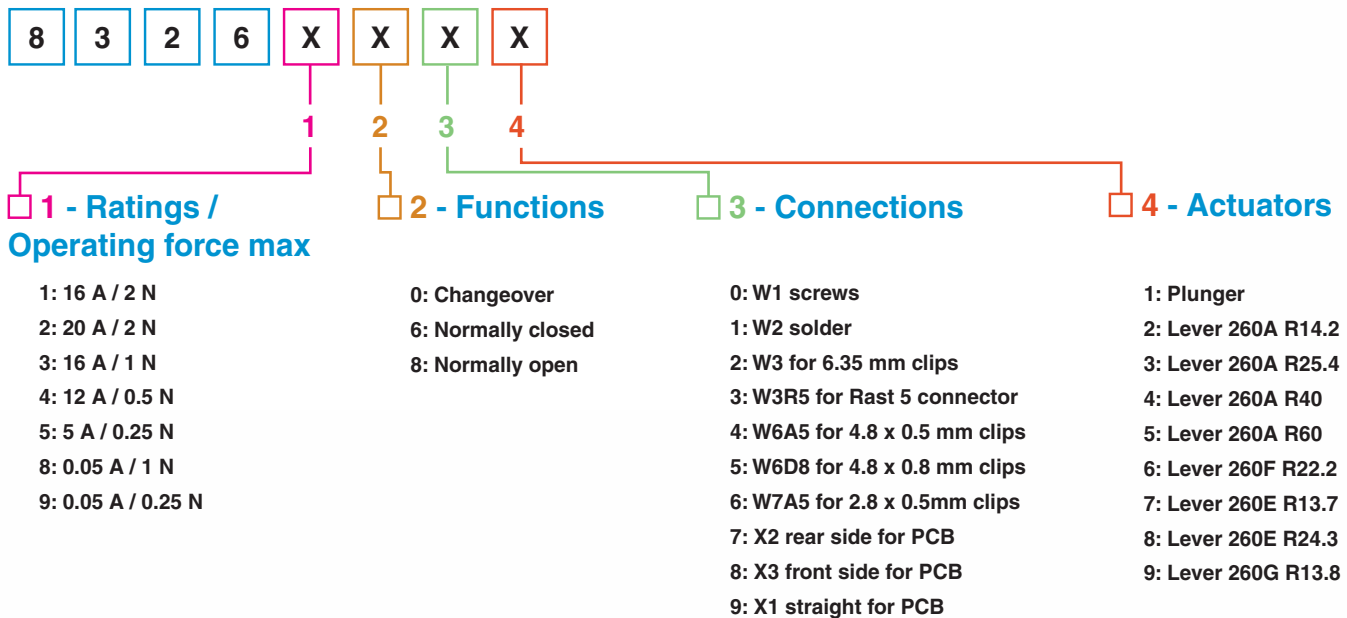 8 3 2 6 X X X X
1 2 3 4
1 - Ratings /
Operating force max
1: 16 A / 2 N
2: 20 A / 2 N
3: 16 A / 1 N
4: 12 A / 0.5 N
5: 5 A / 0.25 N
8: 0.05 A / 1 N
9: 0.05 A / 0.25 N
2 - Functions
0: Changeover
6: Normally closed
8: Normally open
3 - Connections
0: W1 screws
1: W2 solder
2: W3 for 6.35 mm clips
3: W3R5 for Rast 5 connector
4: W6A5 for 4.8 x 0.5 mm clips
5: W6D8 for 4.8 x 0.8 mm clips
6: W7A5 for 2.8 x 0.5mm clips
7: X2 rear side for PCB
8: X3 front side for PCB
9: X1 straight for PCB
4 - Actuators
1: Plunger
2: Lever 260A R14.2
3: Lever 260A R25.4
4: Lever 260A R40
5: Lever 260A R60
6: Lever 260F R22.2
7: Lever 260E R13.7
8: Lever 260E R24.3
9: Lever 260G R13.8